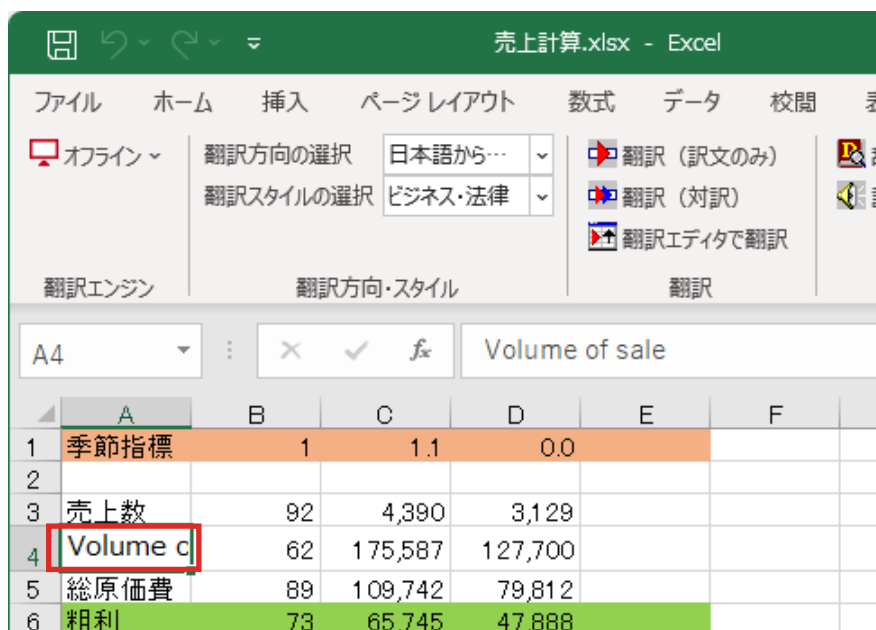 売上計算.xlsx - Excel
ファイル ホーム 挿入 ページ レイアウト 数式 データ 校閲
オフライン 翻訳方向の選択 日本語から… 翻訳（訳文のみ）
翻訳スタイルの選択 ビジネス・法律 翻訳（対訳）
翻訳エディタで翻訳
翻訳エンジン 翻訳方向・スタイル 翻訳
A4 fx Volume of sale
A B C D E F
1 季節指標 1 1.1 0.0
2
3 売上数 92 4,390 3,129
4 Volume o 62 175,587 127,700
5 総原価費 89 109,742 79,812
6 粗利 73 65,745 47,888